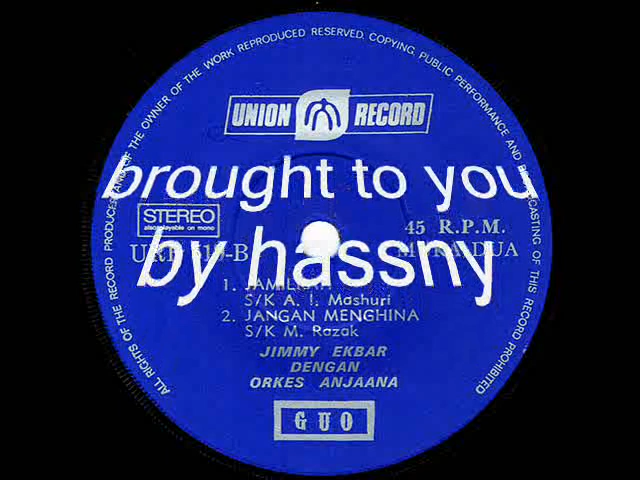 ALL RIGHTS OF THE RECORD PRODUCER AND OF THE OWNER OF THE WORK REPRODUCED RESERVED. COPYING, PUBLIC PERFORMANCE AND BROADCASTING OF THIS RECORD PROHIBITED
UNION RECORD
brought to you
STEREO
also playable on mono
45 R.P.M.
by hassny
1.
S/K A. I. Mashuri
2. JANGAN MENGHINA
S/K M. Razak
JIMMY EKBAR
DENGAN
ORKES ANJAANA
GUO